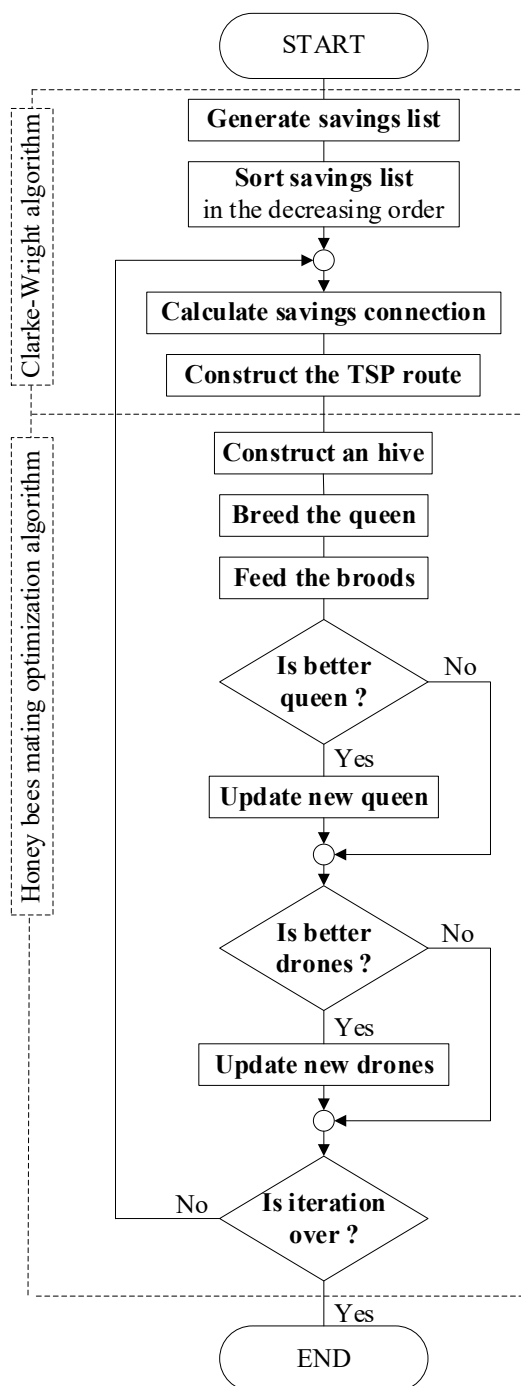 START
Clarke-Wright algorithm
Generate savings list
Sort savings list
in the decreasing order
Calculate savings connection
Construct the TSP route
Honey bees mating optimization algorithm
Construct an hive
Breed the queen
Feed the broods
Is better
queen ?
No
Yes
Update new queen
Is better
drones ?
No
Yes
Update new drones
Is iteration
over ?
No
Yes
END